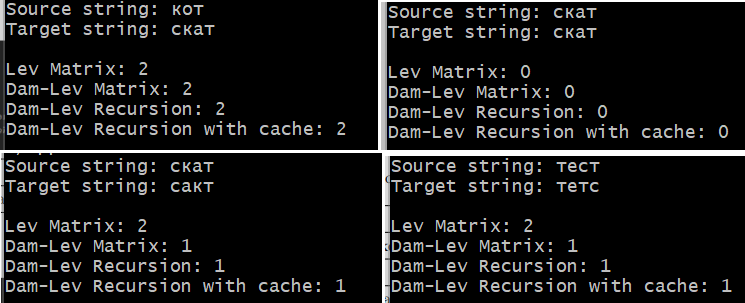 Source string: кот
Target string: скат
Lev Matrix: 2
Dam-Lev Matrix: 2
Dam-Lev Recursion: 2
Dam-Lev Recursion with cache: 2
Source string: скат
Target string: скат
Lev Matrix: 0
Dam-Lev Matrix: 0
Dam-Lev Recursion: 0
Dam-Lev Recursion with cache: 0
Source string: скат
Target string: сакт
Lev Matrix: 2
Dam-Lev Matrix: 1
Dam-Lev Recursion: 1
Dam-Lev Recursion with cache: 1
Source string: тест
Target string: тетс
Lev Matrix: 2
Dam-Lev Matrix: 1
Dam-Lev Recursion: 1
Dam-Lev Recursion with cache: 1